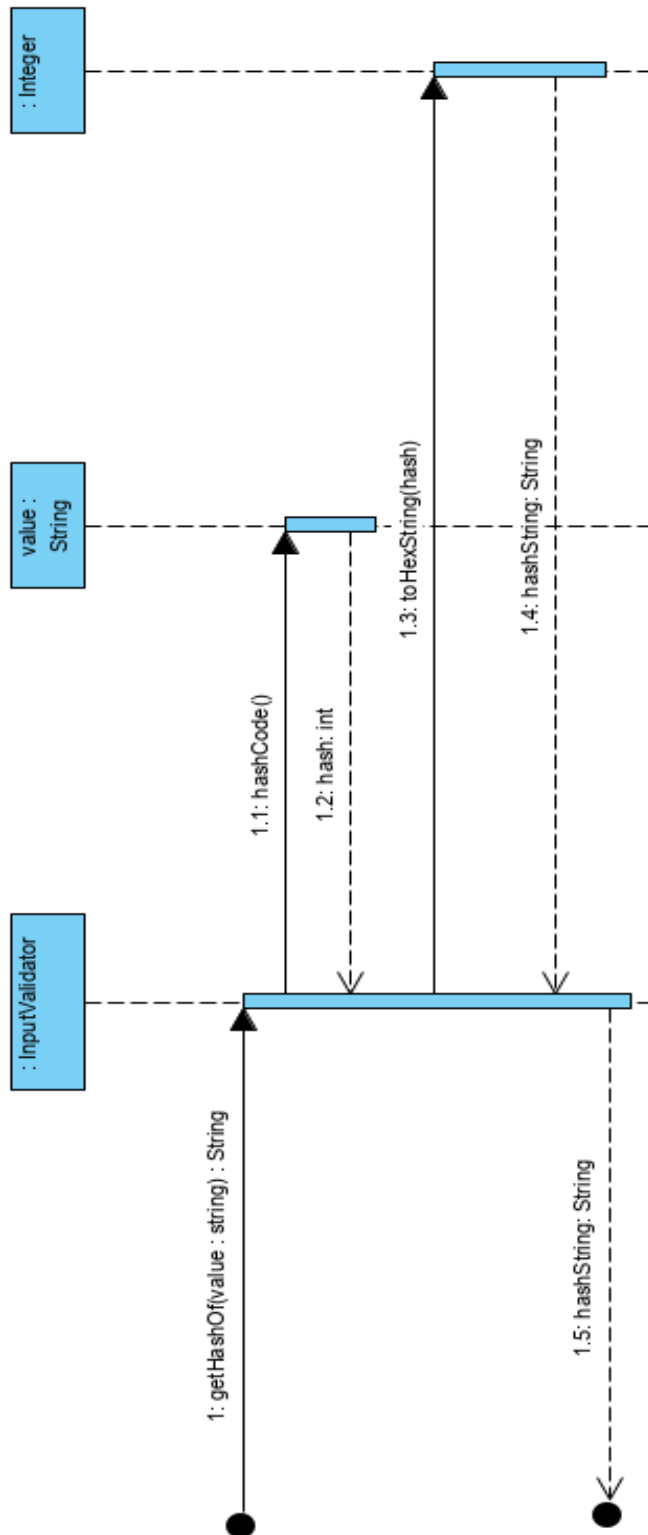 : InputValidator
value :
String
: Integer
1: getHashOf(value : string) : String
1.1: hashCode()
1.2: hash: int
1.3: toHexString(hash)
1.4: hashString: String
1.5: hashString: String